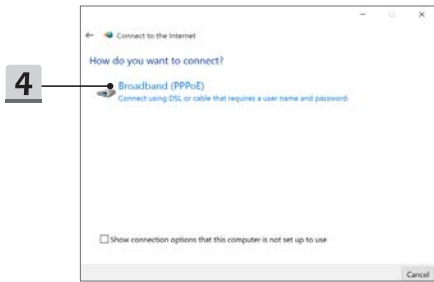 Connect to the Internet
How do you want to connect?
4
Broadband (PPPoE)
Connect using DSL or cable that requires a user name and password.
Show connection options that this computer is not set up to use
Cancel